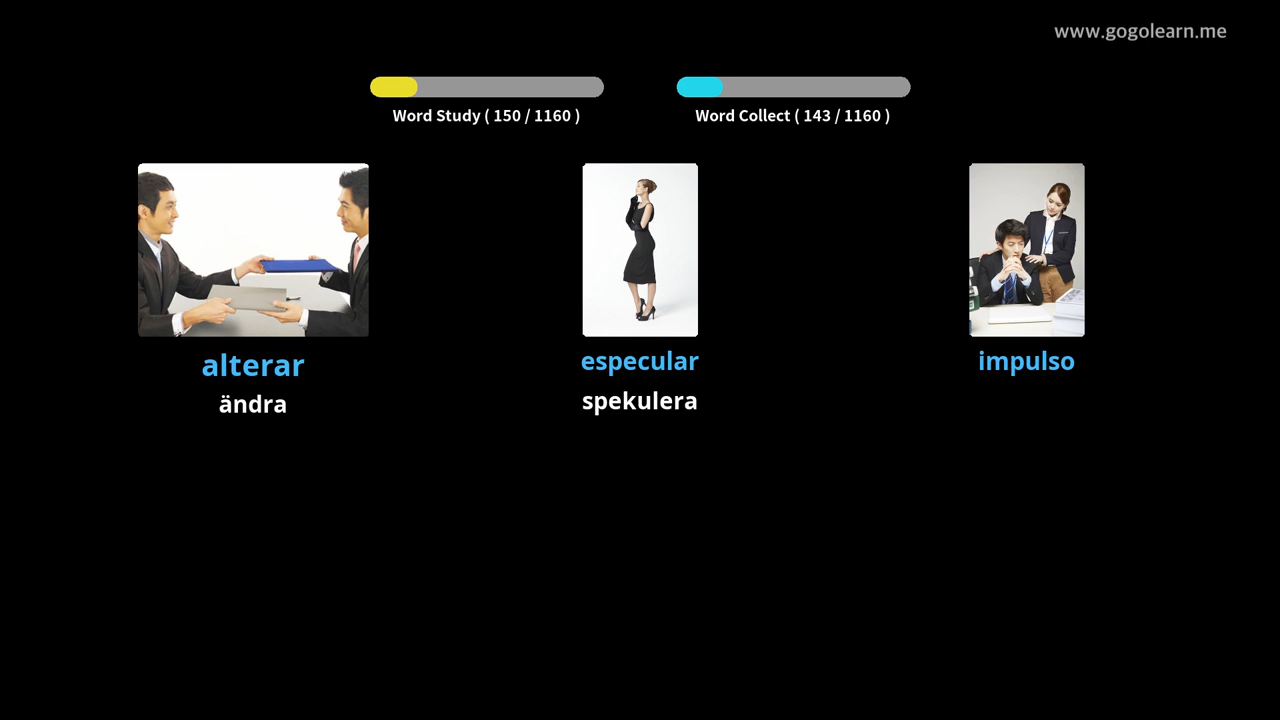 www.gogolearn.me
Word Study ( 150 / 1160 )
Word Collect ( 143 / 1160 )
alterar
ändra
especular
spekulera
impulso